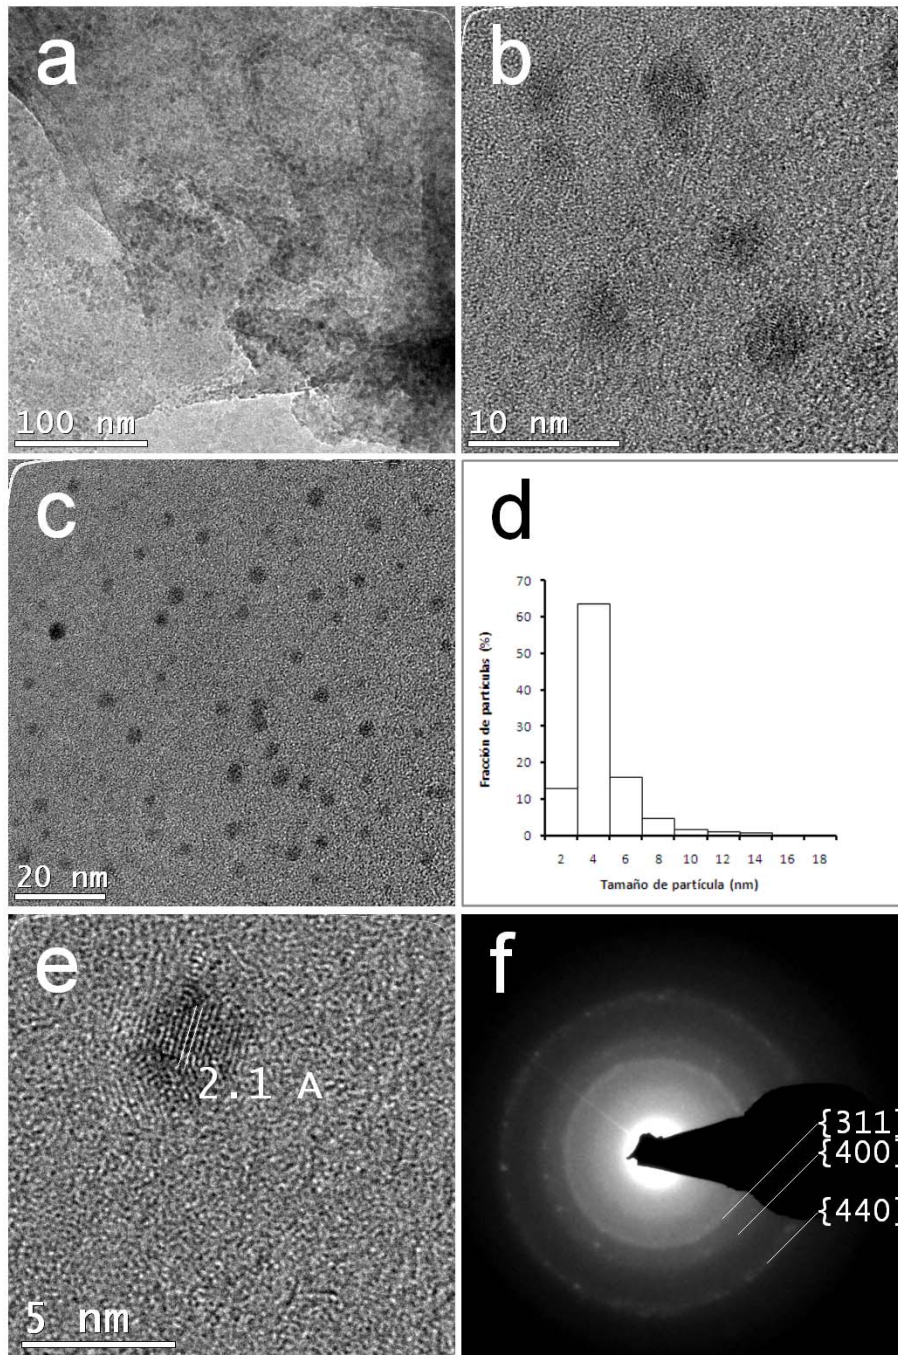 a
100 nm
b
10 nm
c
20 nm
d
70
60
50
40
30
20
10
0
Fracción de partículas (%)
2 4 6 8 10 12 14 16 18
Tamaño de partícula (nm)
e
2.1 A
5 nm
f
{311}
{400}
{440}